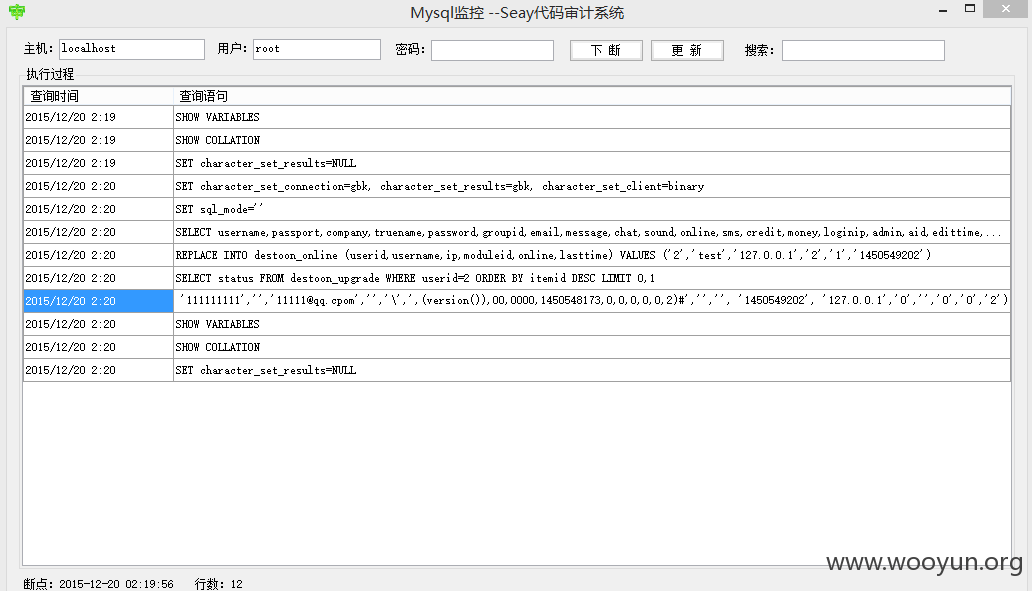 Mysql监控 --Seay代码审计系统
主机: localhost 用户: root 密码: 下 断 更 新 搜索:
执行过程
查询时间 查询语句
2015/12/20 2:19 SHOW VARIABLES
2015/12/20 2:19 SHOW COLLATION
2015/12/20 2:19 SET character_set_results=NULL
2015/12/20 2:20 SET character_set_connection=gbk, character_set_results=gbk, character_set_client=binary
2015/12/20 2:20 SET sql_mode=''
2015/12/20 2:20 SELECT username,passport,company,truename,password,groupid,email,message,chat,sound,online,sms,credit,money,loginip,admin,aid,edittime,...
2015/12/20 2:20 REPLACE INTO destoon_online (userid,username,ip,moduleid,online,lasttime) VALUES ('2','test','127.0.0.1','2','1','1450549202')
2015/12/20 2:20 SELECT status FROM destoon_upgrade WHERE userid=2 ORDER BY itemid DESC LIMIT 0,1
2015/12/20 2:20 '111111111','','11111@qq.cpom','','\',',(version()),00,0000,1450548173,0,0,0,0,0,2)#','','', '1450549202', '127.0.0.1','0','','0','0','2')
2015/12/20 2:20 SHOW VARIABLES
2015/12/20 2:20 SHOW COLLATION
2015/12/20 2:20 SET character_set_results=NULL
www.wooyun.org
断点: 2015-12-20 02:19:56 行数: 12